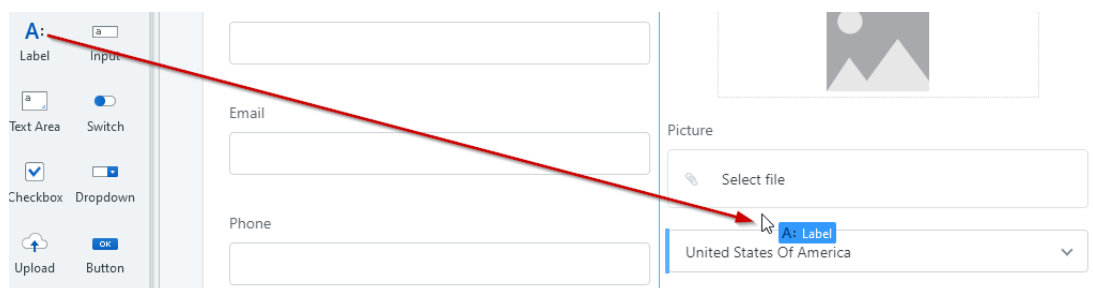 A:
a
Label
Input
a
Text Area
Switch
Checkbox
Dropdown
OK
Upload
Button
Email
Phone
Picture
Select file
A: Label
United States Of America